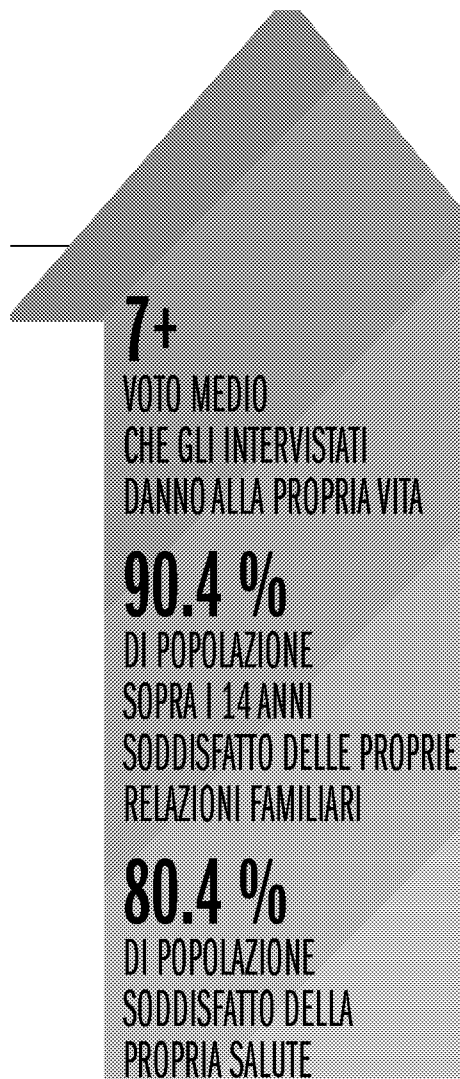 7+
VOTO MEDIO
CHE GLI INTERVISTATI
DANNO ALLA PROPRIA VITA
90.4 %
DI POPOLAZIONE
SOPRA I 14 ANNI
SODDISFATTO DELLE PROPRIE
RELAZIONI FAMILIARI
80.4 %
DI POPOLAZIONE
SODDISFATTO DELLA
PROPRIA SALUTE